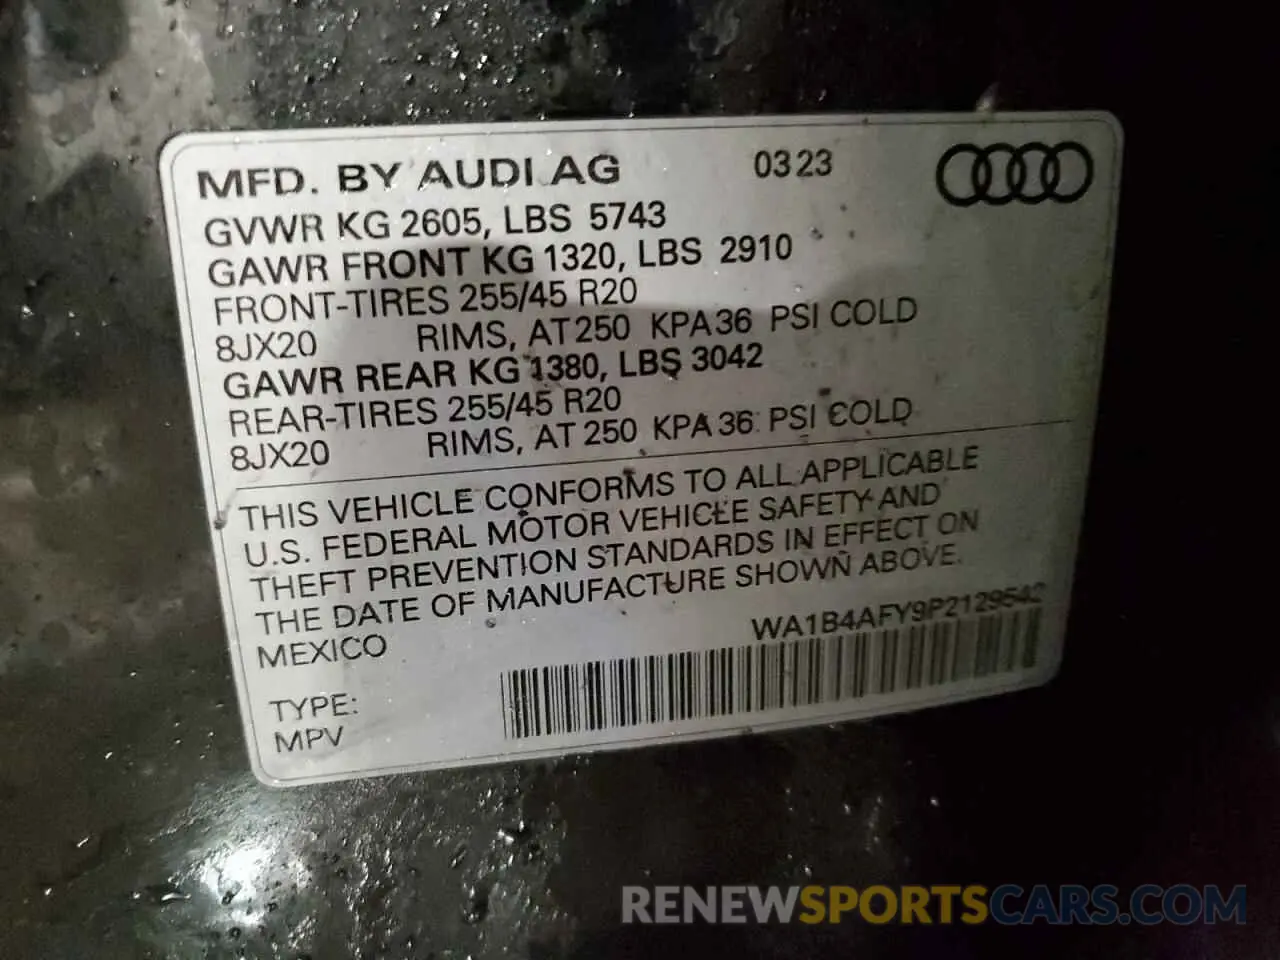 MFD. BY AUDI AG 0323
GVWR KG 2605, LBS 5743
GAWR FRONT KG 1320, LBS 2910
FRONT-TIRES 255/45 R20
8JX20 RIMS, AT 250 KPA 36 PSI COLD
GAWR REAR KG 1380, LBS 3042
REAR-TIRES 255/45 R20
8JX20 RIMS, AT 250 KPA 36 PSI COLD
THIS VEHICLE CONFORMS TO ALL APPLICABLE
U.S. FEDERAL MOTOR VEHICLE SAFETY AND
THEFT PREVENTION STANDARDS IN EFFECT ON
THE DATE OF MANUFACTURE SHOWN ABOVE.
MEXICO WA1B4AFY9P2129542
TYPE:
MPV
RENEWSPORTSCARS.COM